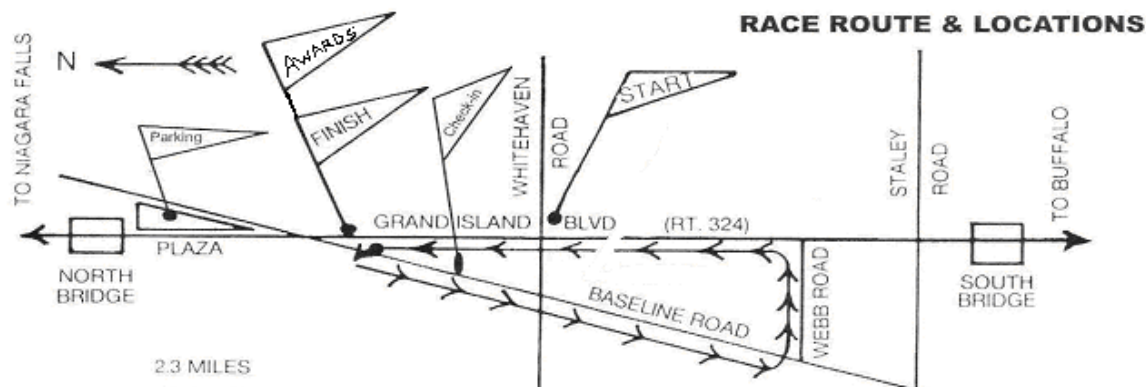 RACE ROUTE & LOCATIONS
N
AWARDS
FINISH
Check-in
START
Parking
TO NIAGARA FALLS
WHITEHAVEN
ROAD
STALEY
ROAD
TO BUFFALO
GRAND ISLAND
BLVD
(RT. 324)
PLAZA
NORTH
BRIDGE
SOUTH
BRIDGE
BASELINE ROAD
WEBB ROAD
2.3 MILES